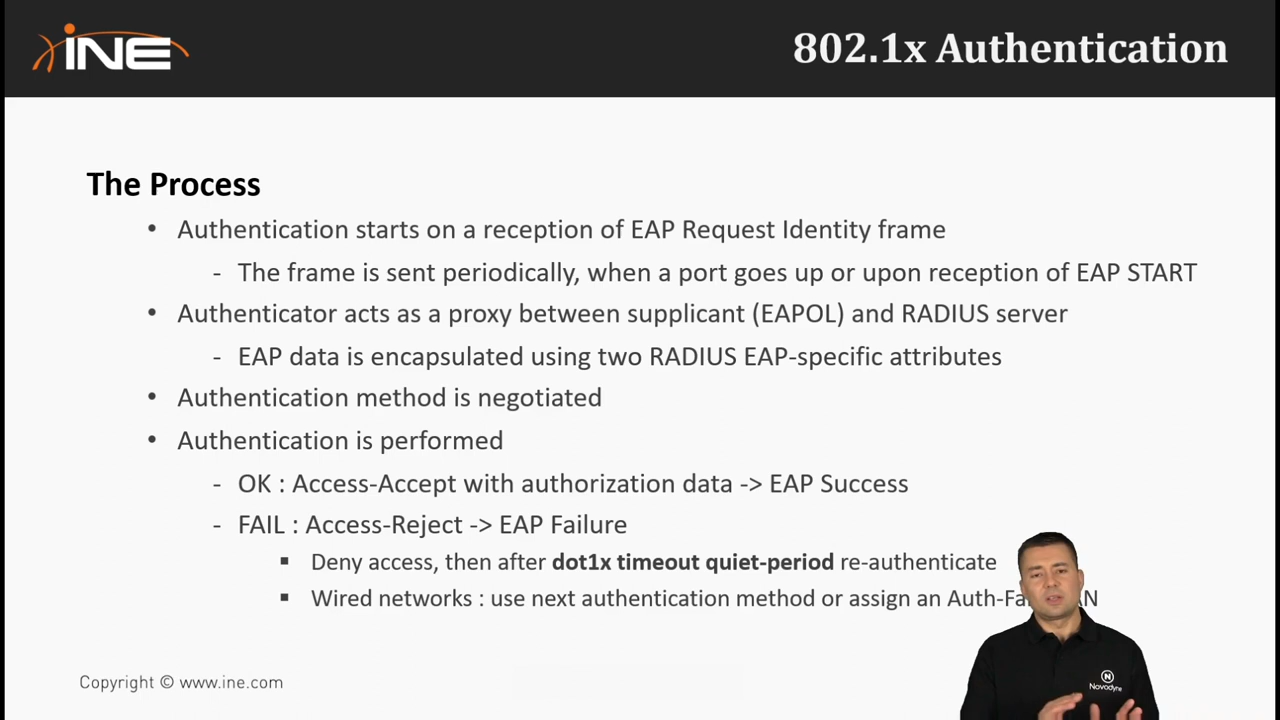 INE
802.1x Authentication
The Process
• Authentication starts on a reception of EAP Request Identity frame
- The frame is sent periodically, when a port goes up or upon reception of EAP START
• Authenticator acts as a proxy between supplicant (EAPOL) and RADIUS server
- EAP data is encapsulated using two RADIUS EAP-specific attributes
• Authentication method is negotiated
• Authentication is performed
- OK : Access-Accept with authorization data -> EAP Success
- FAIL : Access-Reject -> EAP Failure
▪ Deny access, then after dot1x timeout quiet-period re-authenticate
▪ Wired networks : use next authentication method or assign an
Copyright © www.ine.com
N
Novodyne